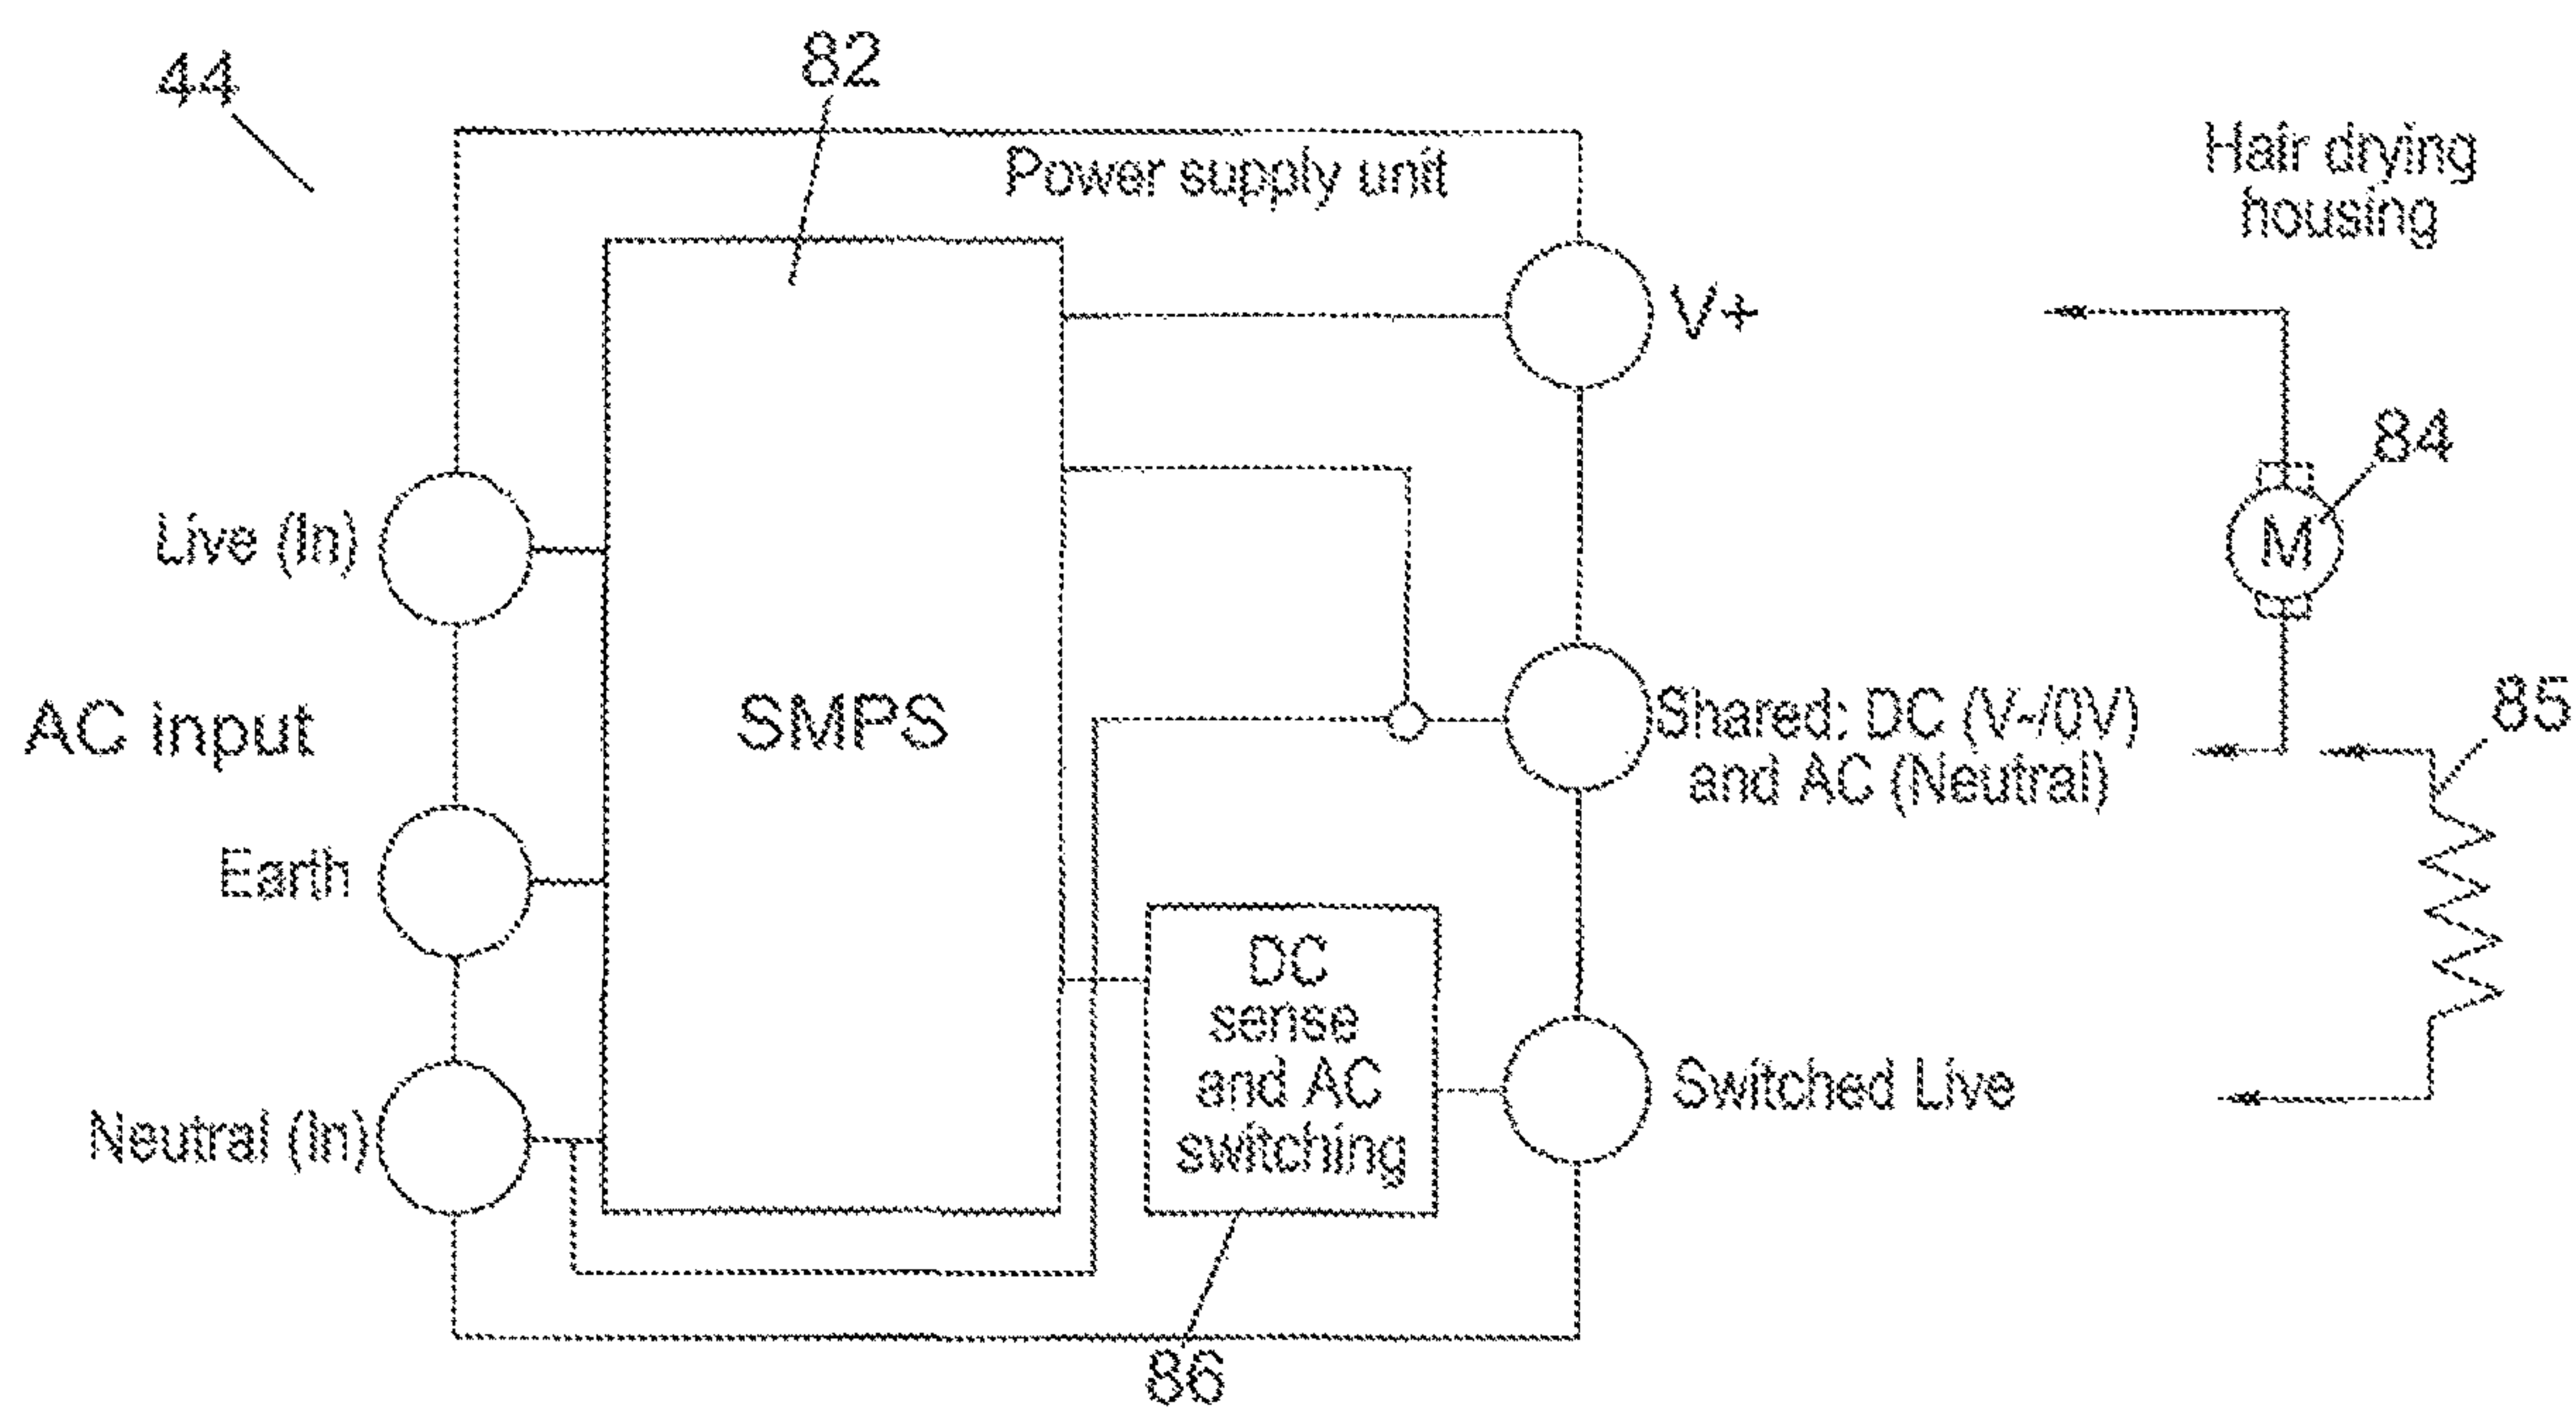 44
82
Power supply unit
Hair drying
housing
V+
84
Live (In)
M
AC input
SMPS
Shared: DC (V-/0V)
and AC (Neutral)
85
Earth
DC
sense
and AC
switching
Switched Live
Neutral (In)
86